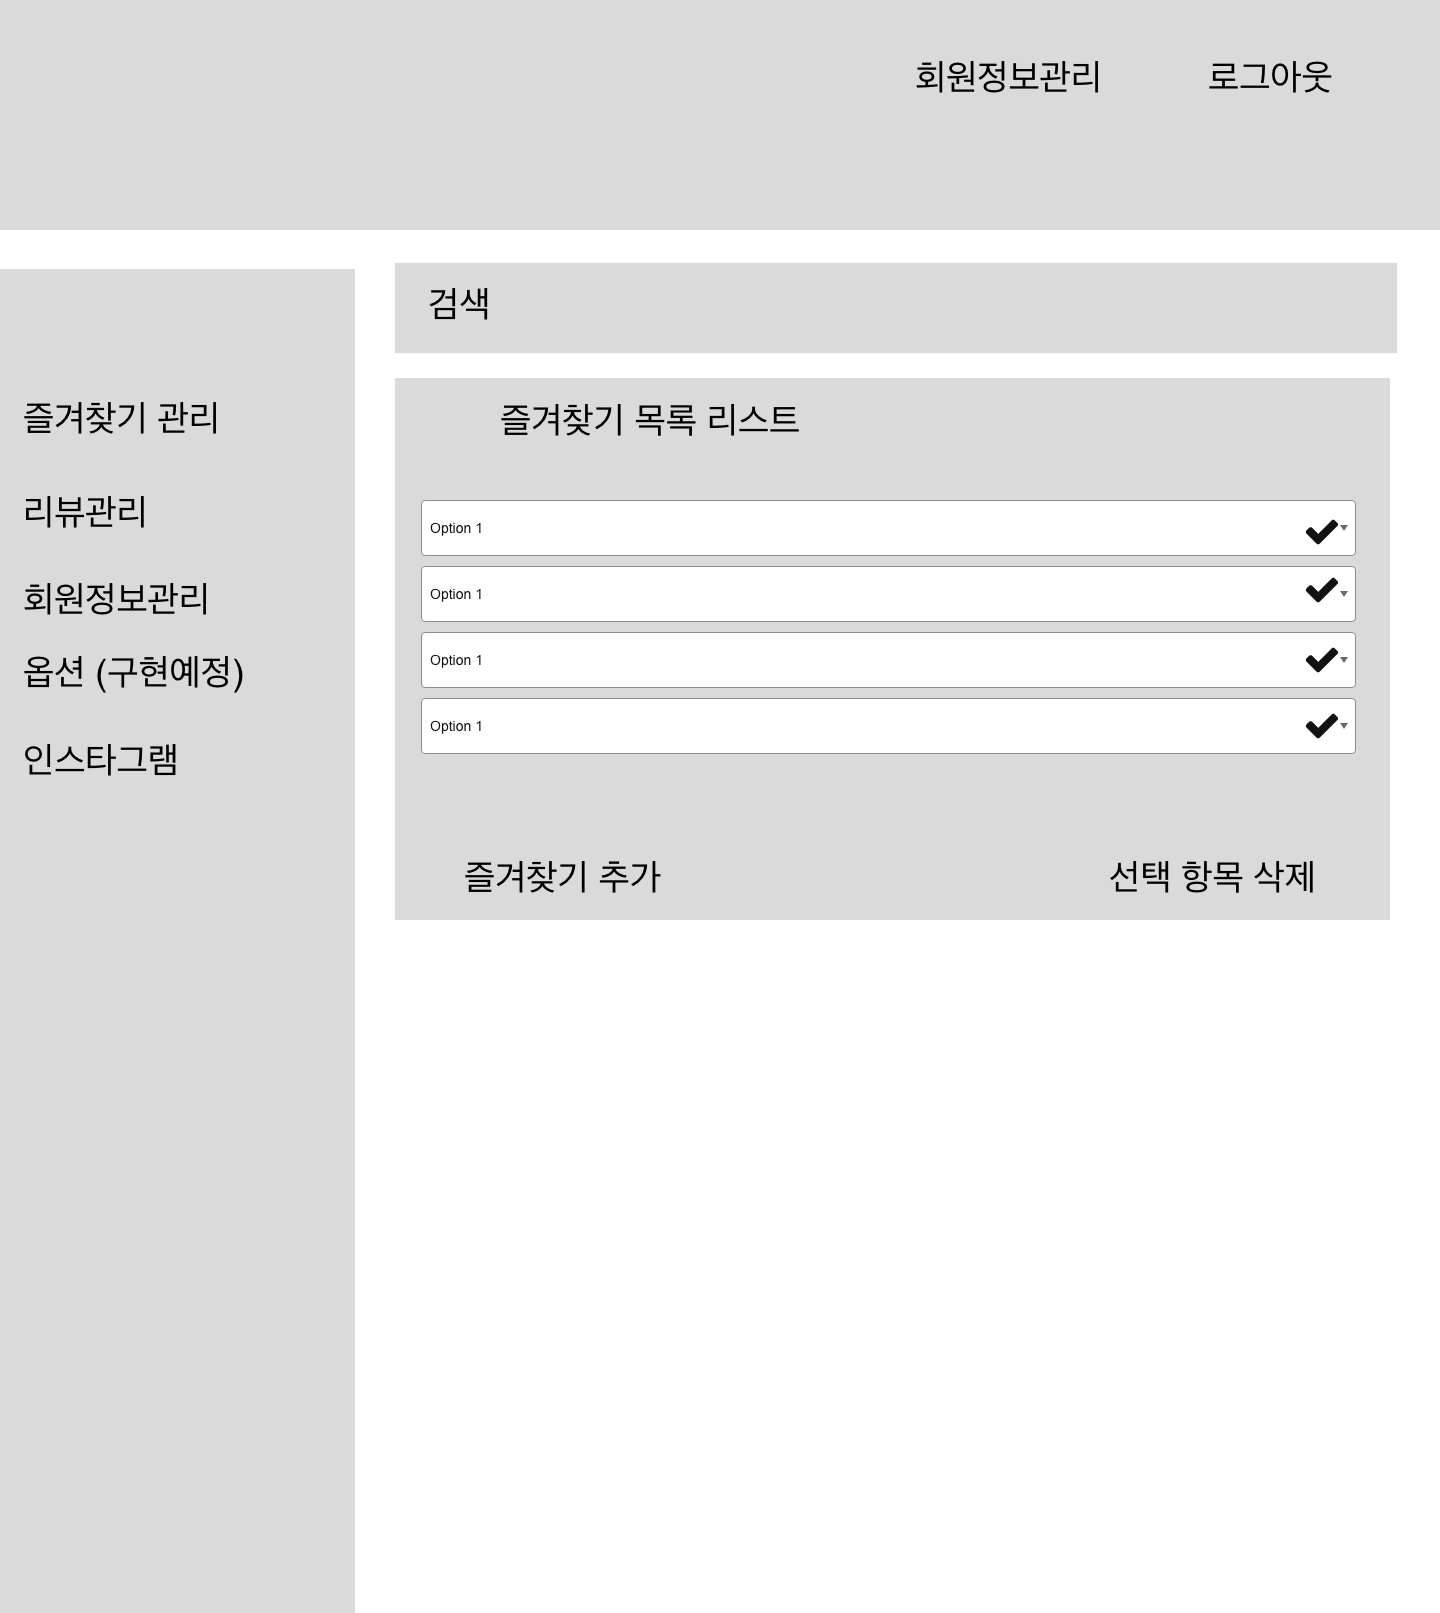 회원정보관리
로그아웃
검색
즐겨찾기 관리
리뷰관리
회원정보관리
옵션 (구현예정)
인스타그램
즐겨찾기 목록 리스트
Option 1
Option 1
Option 1
Option 1
즐겨찾기 추가
선택 항목 삭제